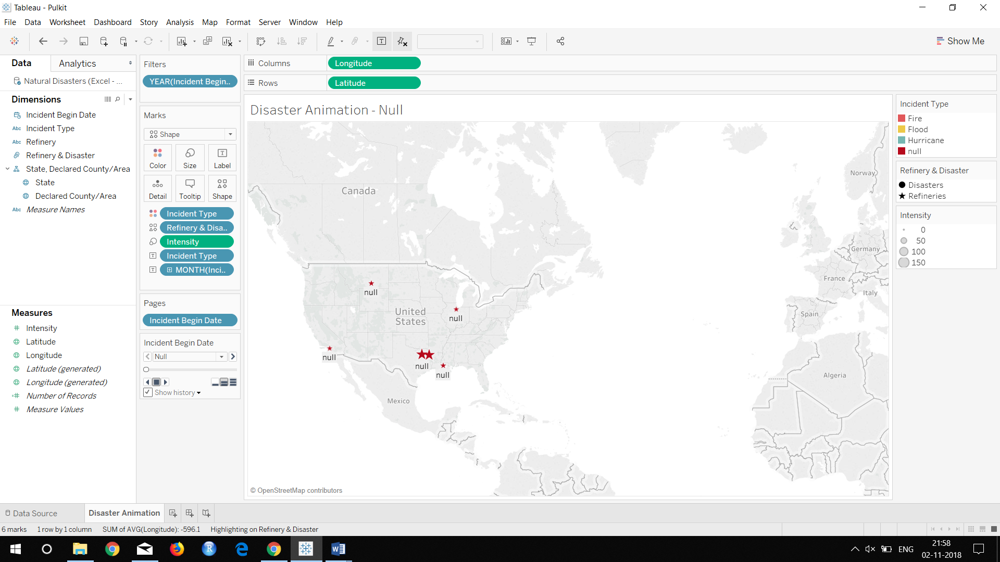 Tableau - Pulkit
File Data Worksheet Dashboard Story Analysis Map Format Server Window Help
Show Me
Data
Analytics
Natural Disasters (Excel - ...
Dimensions
Incident Begin Date
Abc Incident Type
Abc Refinery
Refinery & Disaster
State, Declared County/Area
State
Declared County/Area
Abc Measure Names
Measures
Intensity
Latitude
Longitude
Latitude (generated)
Longitude (generated)
Number of Records
Measure Values
Filters
YEAR(Incident Begin..
Marks
Shape
Color Size Label
Detail Tooltip Shape
Incident Type
Refinery & Disa..
Intensity
Incident Type
MONTH(Inci..
Pages
Incident Begin Date
Incident Begin Date
Null
Show history
Columns Longitude
Rows Latitude
Disaster Animation - Null
Canada
Norway
Germany
France
Italy
Spain
Algeria
United
States
Mexico
null
null
null
null
null
© OpenStreetMap contributors
Incident Type
Fire
Flood
Hurricane
null
Refinery & Disaster
Disasters
Refineries
Intensity
0
50
100
150
Data Source
Disaster Animation
6 marks 1 row by 1 column SUM of AVG(Longitude): -596.1 Highlighting on Refinery & Disaster
ENG
21:58
02-11-2018